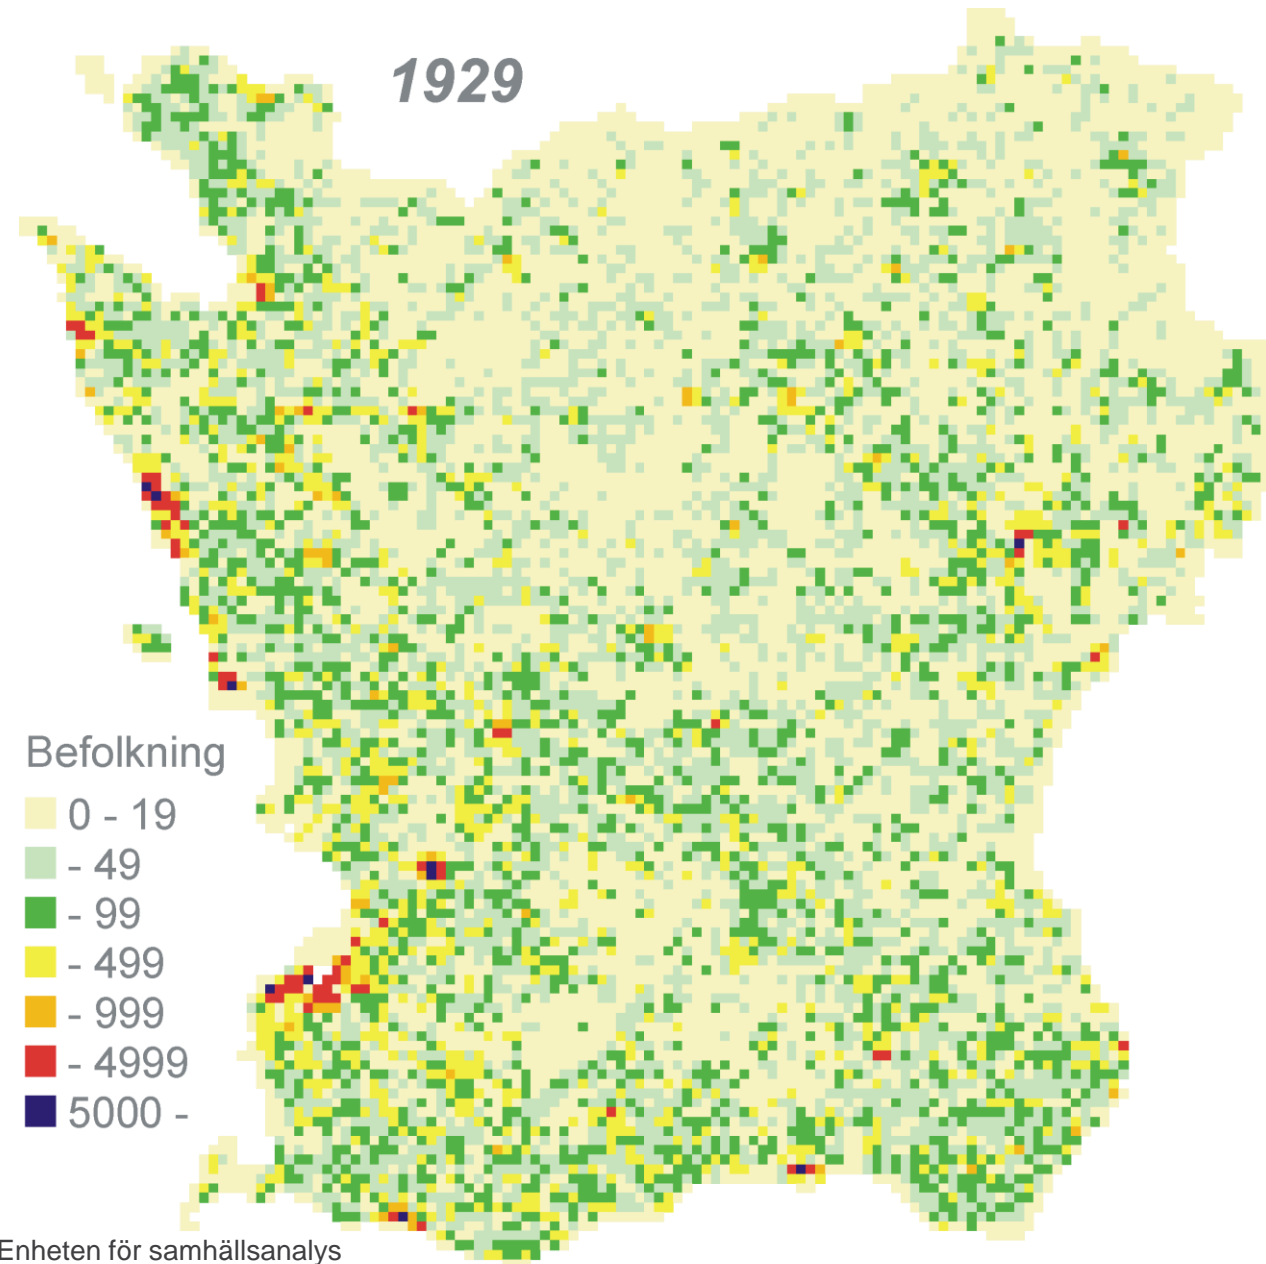 1929
Befolkning
0 - 19
- 49
- 99
- 499
- 999
- 4999
5000 -
Enheten för samhällsanalys